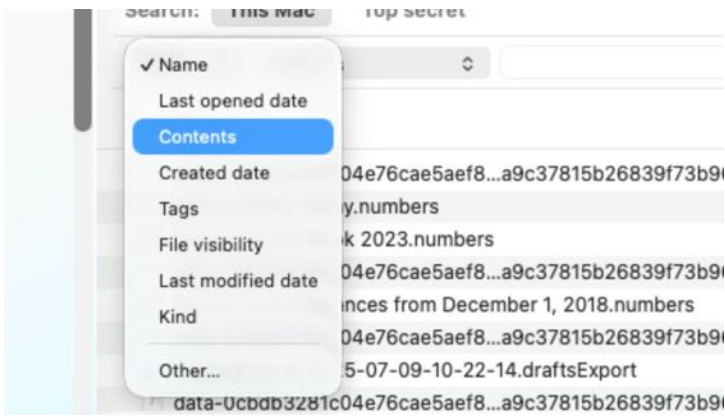 Search: This Mac Top secret
✓ Name
Last opened date
Contents
Created date
04e76cae5aef8...a9c37815b26839f73b9
Tags
y.numbers
File visibility
k 2023.numbers
04e76cae5aef8...a9c37815b26839f73b9
Last modified date
nces from December 1, 2018.numbers
Kind
04e76cae5aef8...a9c37815b26839f73b9
Other...
5-07-09-10-22-14.draftsExport
data-0cbdb3281c04e76cae5aef8...a9c37815b26839f73b9